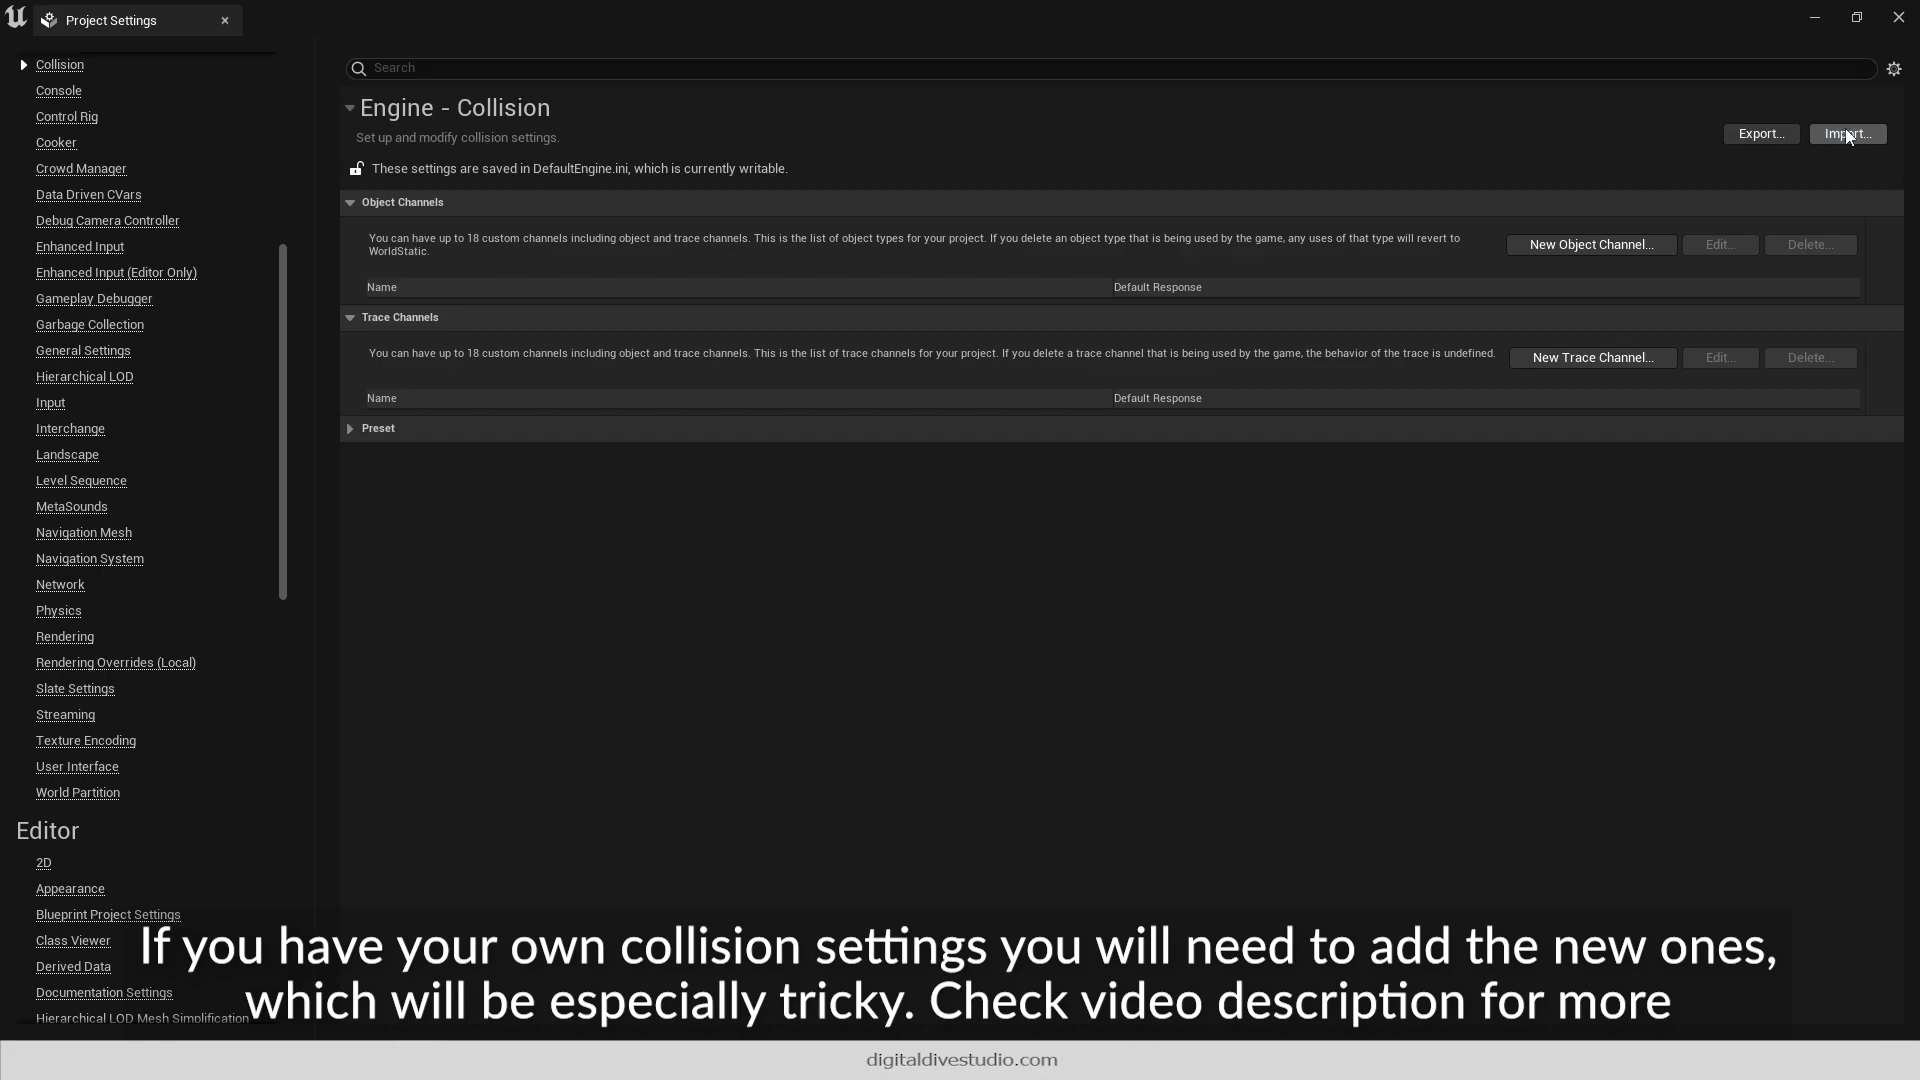 Project Settings
Collision
Console
Control Rig
Cooker
Crowd Manager
Data Driven CVars
Debug Camera Controller
Enhanced Input
Enhanced Input (Editor Only)
Gameplay Debugger
Garbage Collection
General Settings
Hierarchical LOD
Input
Interchange
Landscape
Level Sequence
MetaSounds
Navigation Mesh
Navigation System
Network
Physics
Rendering
Rendering Overrides (Local)
Slate Settings
Streaming
Texture Encoding
User Interface
World Partition
Editor
2D
Appearance
Blueprint Project Settings
Class Viewer
Derived Data
Documentation Settings
Hierarchical LOD Mesh Simplification
Search
Engine - Collision
Set up and modify collision settings.
Export... Import...
These settings are saved in DefaultEngine.ini, which is currently writable.
Object Channels
You can have up to 18 custom channels including object and trace channels. This is the list of object types for your project. If you delete an object type that is being used by the game, any uses of that type will revert to
WorldStatic.
New Object Channel... Edit... Delete...
Name Default Response
Trace Channels
You can have up to 18 custom channels including object and trace channels. This is the list of trace channels for your project. If you delete a trace channel that is being used by the game, the behavior of the trace is undefined.
New Trace Channel... Edit... Delete...
Name Default Response
Preset
If you have your own collision settings you will need to add the new ones,
which will be especially tricky. Check video description for more
digitaldivestudio.com